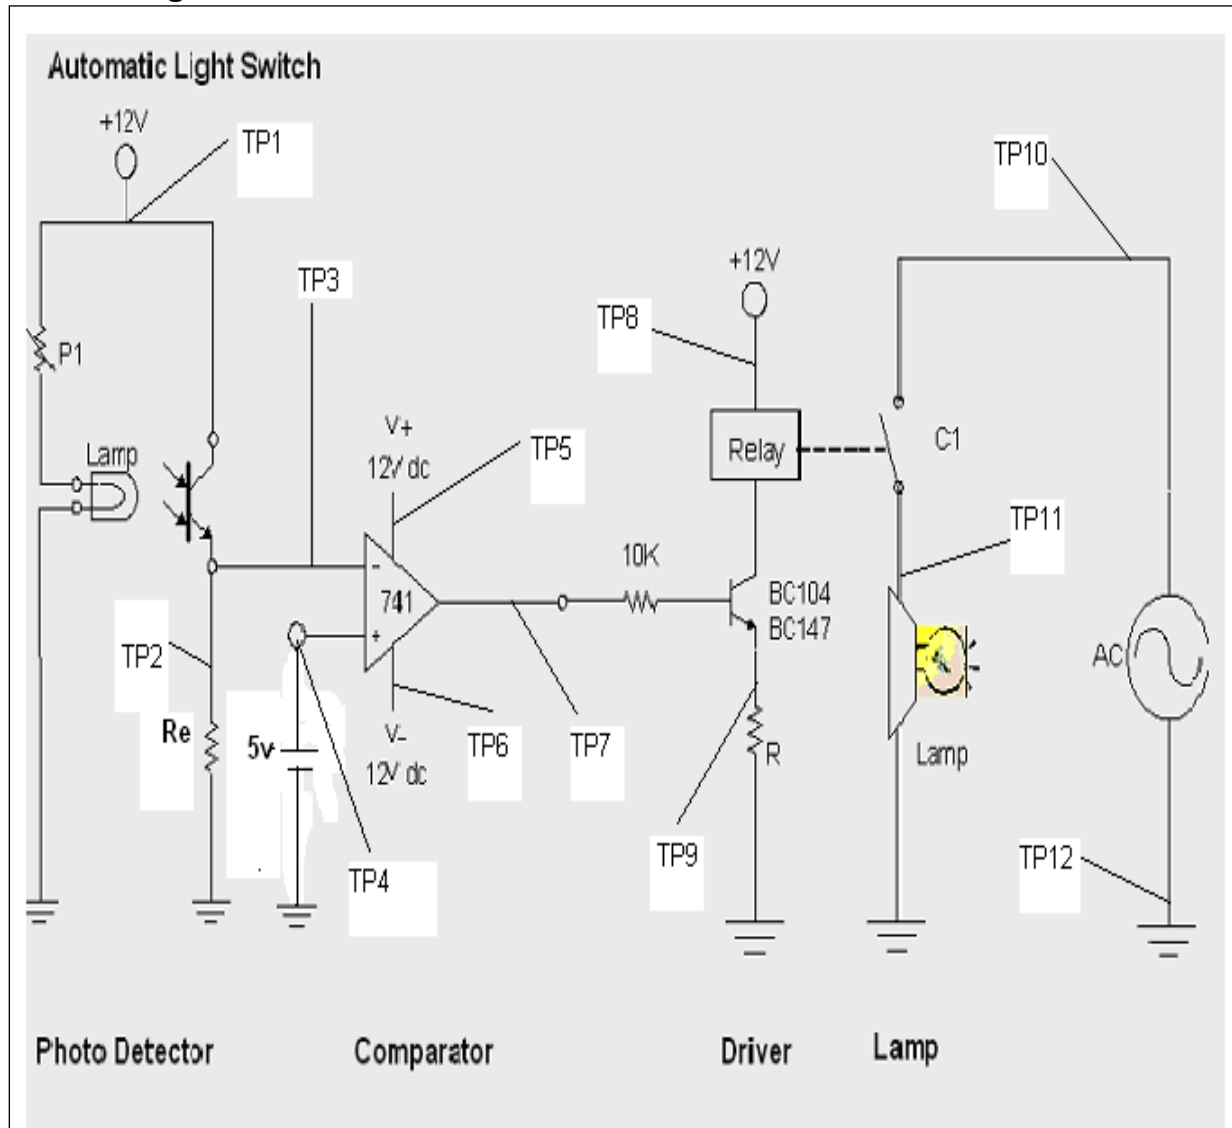 Automatic Light Switch
+12V
TP1
TP10
TP3
+12V
TP8
P1
V+
12V dc
TP5
C1
Lamp
Relay
TP11
10K
BC104
BC147
-
741
+
TP2
AC
Re
5v
V-
12V dc
TP6
TP7
R
Lamp
TP9
TP4
TP12
Photo Detector
Comparator
Driver
Lamp